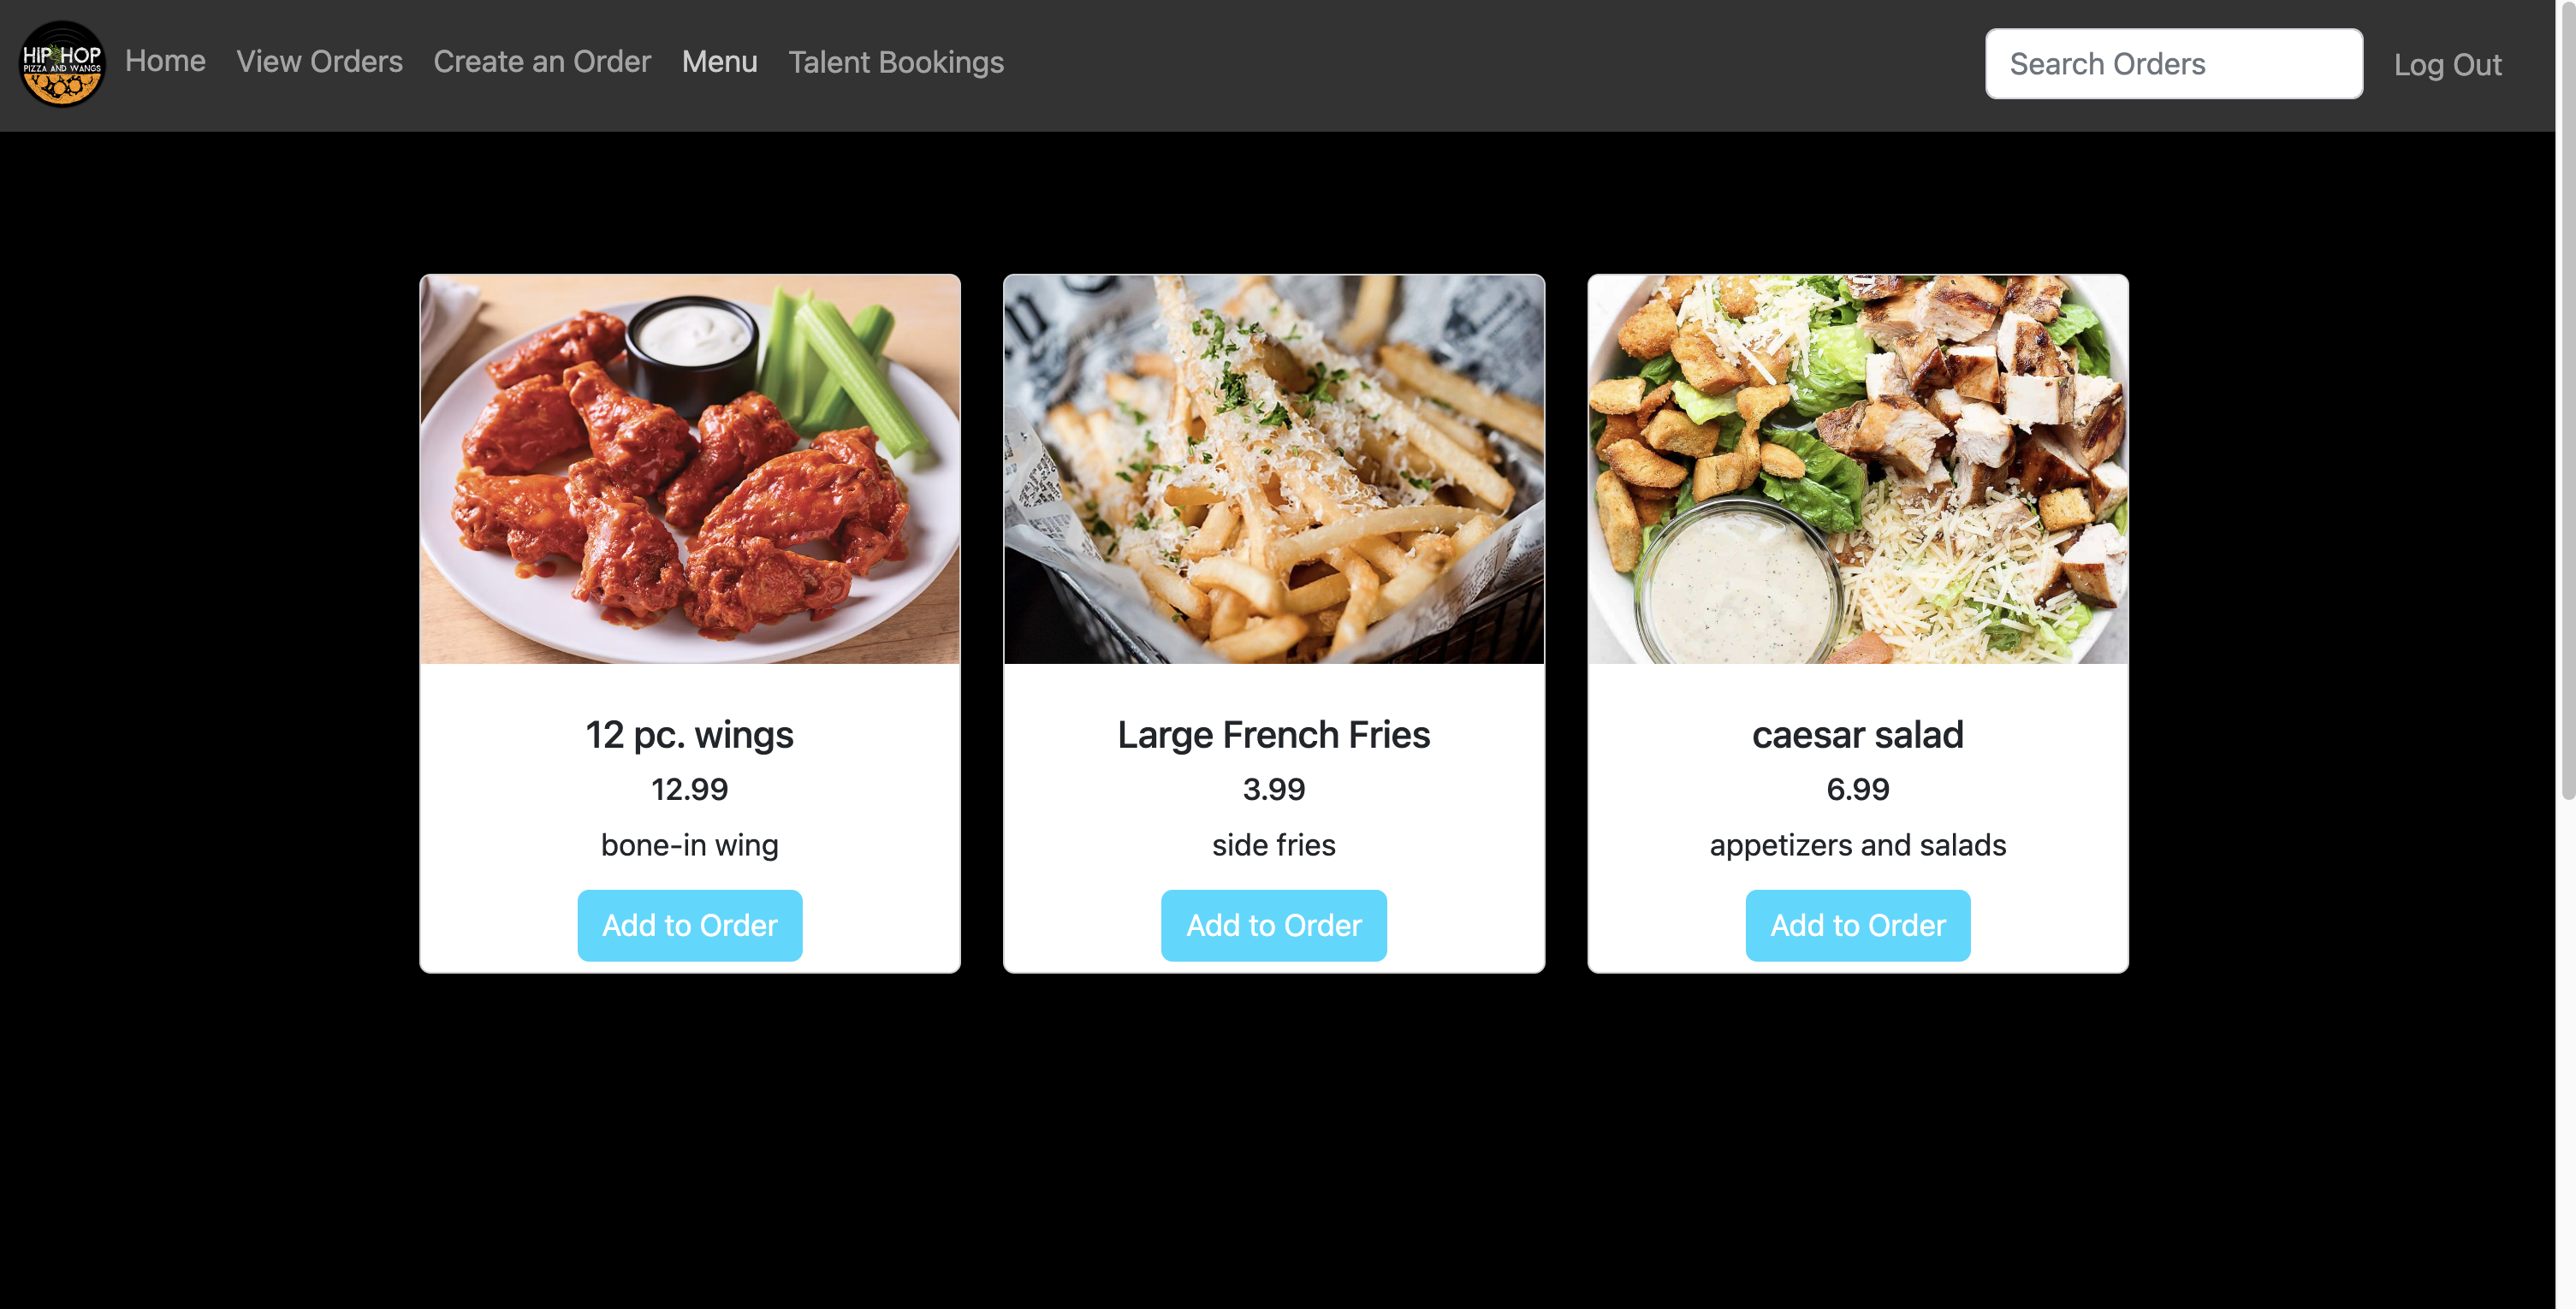 HIP HOP
PIZZA AND WANGS
Home
View Orders
Create an Order
Menu
Talent Bookings
Search Orders
Log Out
12 pc. wings
12.99
bone-in wing
Add to Order
Large French Fries
3.99
side fries
Add to Order
caesar salad
6.99
appetizers and salads
Add to Order